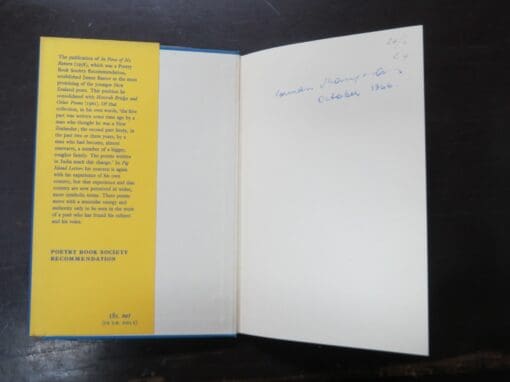 The publication of In Fires of No
Return (1958), which was a Poetry
Book Society Recommendation,
established James Baxter as the most
promising of the younger New
Zealand poets. This position he
consolidated with Howrah Bridge and
Other Poems (1961). Of that
collection, in his own words, 'the first
part was written some time ago by a
man who thought he was a New
Zealander; the second part lately, in
the past two or three years, by a
man who had become, almost
unawares, a member of a bigger,
rougher family. The poems written
in India mark this change.' In Pig
Island Letters his concern is again
with his experience of his own
country, but that experience and that
country are now perceived in wider,
more symbolic terms. These poems
move with a muscular energy and
authority only to be seen in the work
of a poet who has found his subject
and his voice.
POETRY BOOK SOCIETY
RECOMMENDATION
18s. net
(IN U.K. ONLY)
October 1966